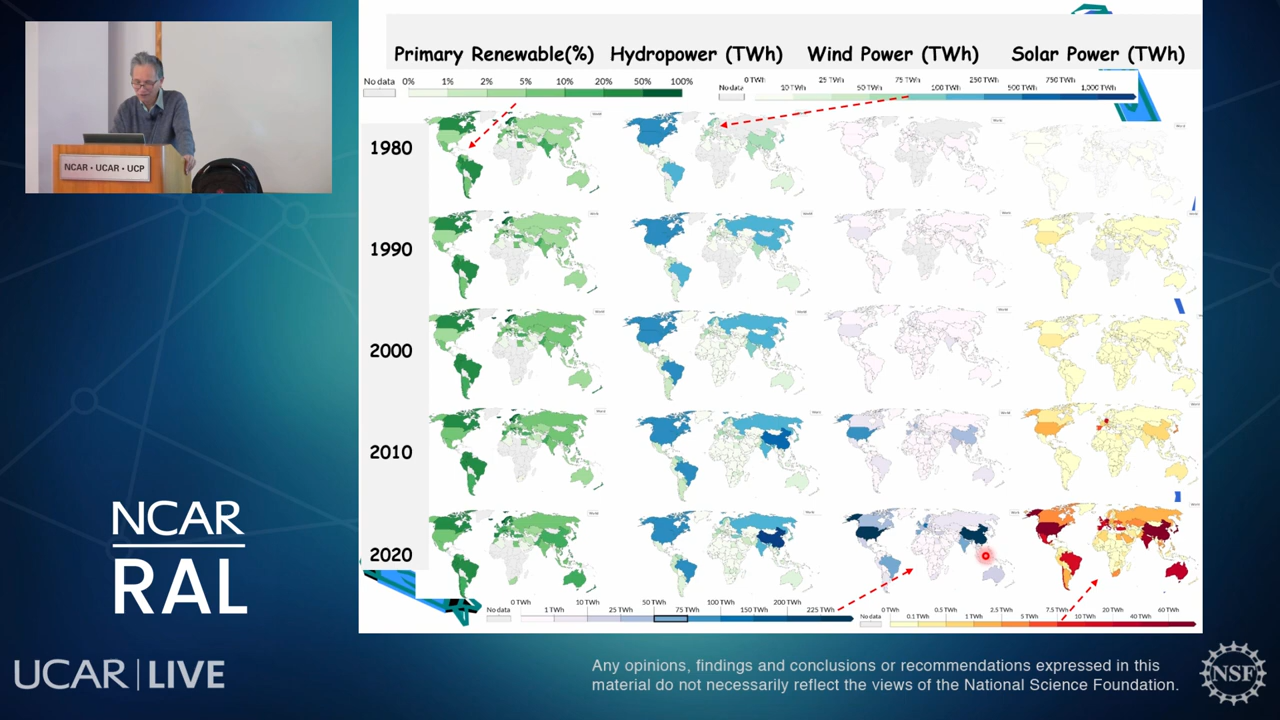 Primary Renewable(%) Hydropower (TWh) Wind Power (TWh) Solar Power (TWh)
No data 0% 1% 2% 5% 10% 20% 50% 100%
No data 0 TWh 10 TWh 25 TWh 50 TWh 75 TWh 100 TWh 250 TWh 500 TWh 750 TWh 1,000 TWh
1980
1990
2000
2010
2020
No data 0 TWh 1 TWh 10 TWh 25 TWh 50 TWh 75 TWh 100 TWh 150 TWh 200 TWh 225 TWh
No data 0 TWh 0.1 TWh 0.5 TWh 1 TWh 2.5 TWh 5 TWh 7.5 TWh 10 TWh 20 TWh 40 TWh 60 TWh
NCAR • UCAR • UCP
NCAR
RAL
UCAR | LIVE
Any opinions, findings and conclusions or recommendations expressed in this
material do not necessarily reflect the views of the National Science Foundation.
NSF